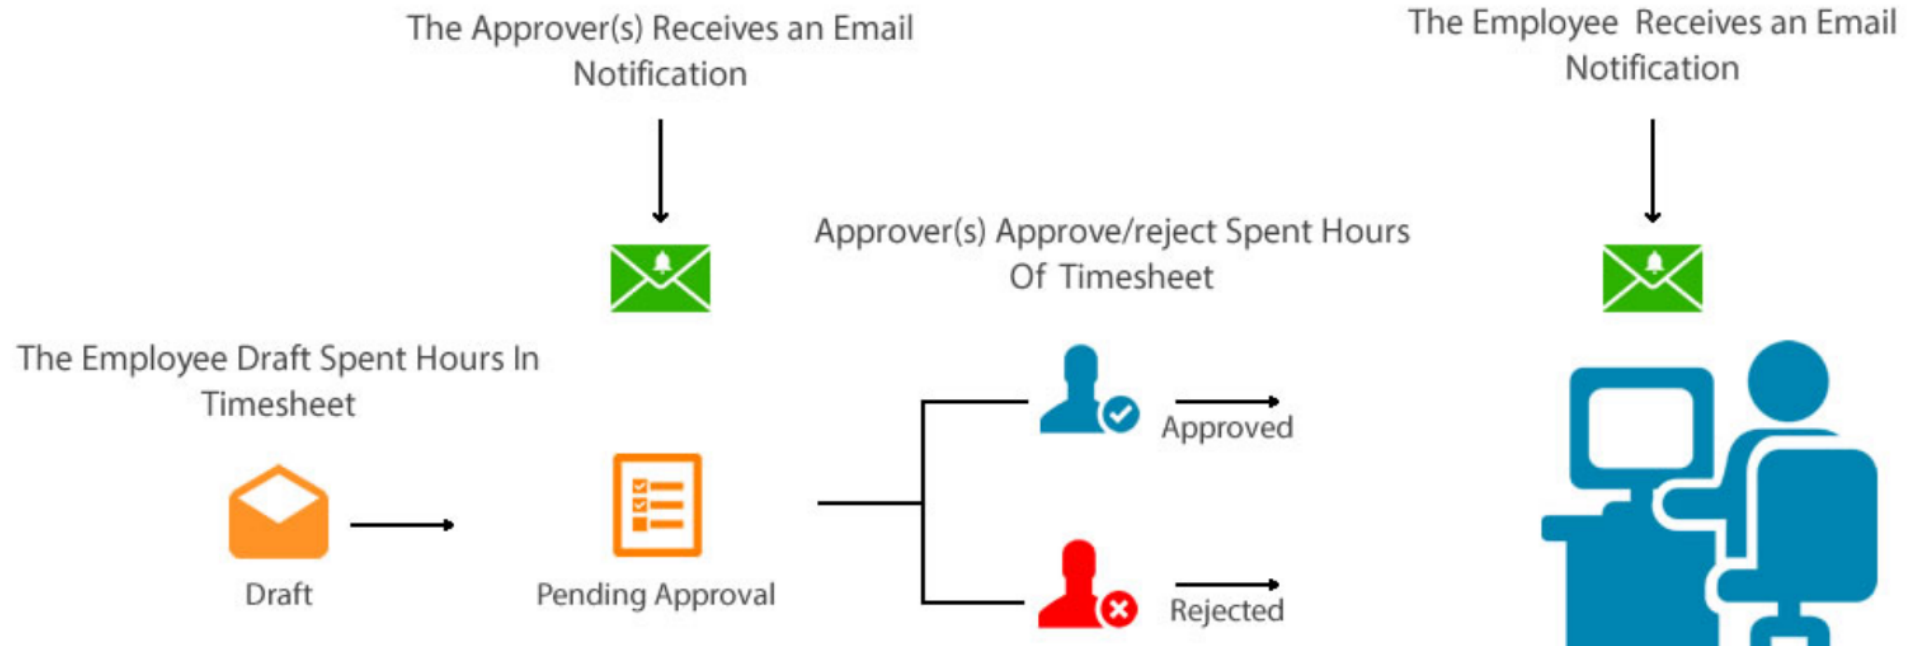 The Approver(s) Receives an Email
Notification
The Employee Receives an Email
Notification
Approver(s) Approve/reject Spent Hours
Of Timesheet
The Employee Draft Spent Hours In
Timesheet
Approved
Draft
Pending Approval
Rejected